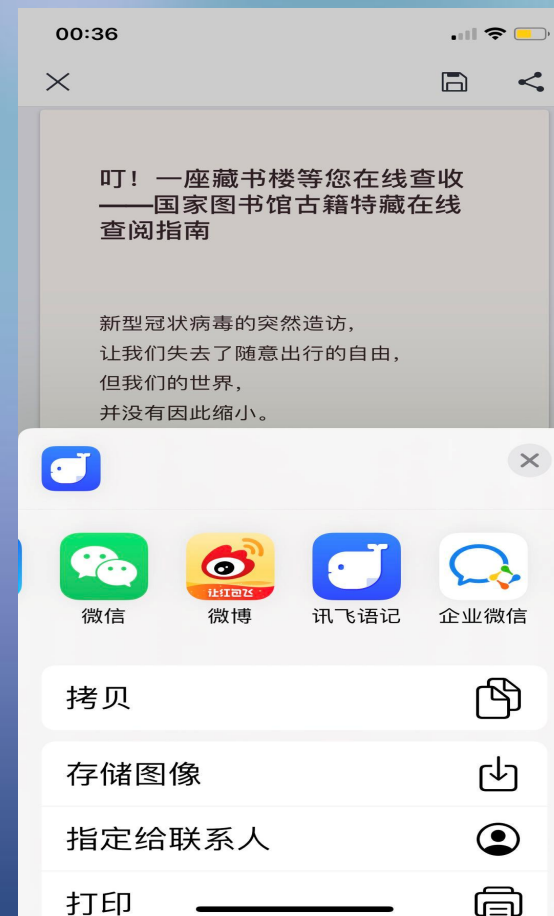 00:36
叮！一座藏书楼等您在线查收
——国家图书馆古籍特藏在线
查阅指南
新型冠状病毒的突然造访，
让我们失去了随意出行的自由，
但我们的世界，
并没有因此缩小。
让红包飞
微信
微博
讯飞语记
企业微信
拷贝
存储图像
指定给联系人
打印